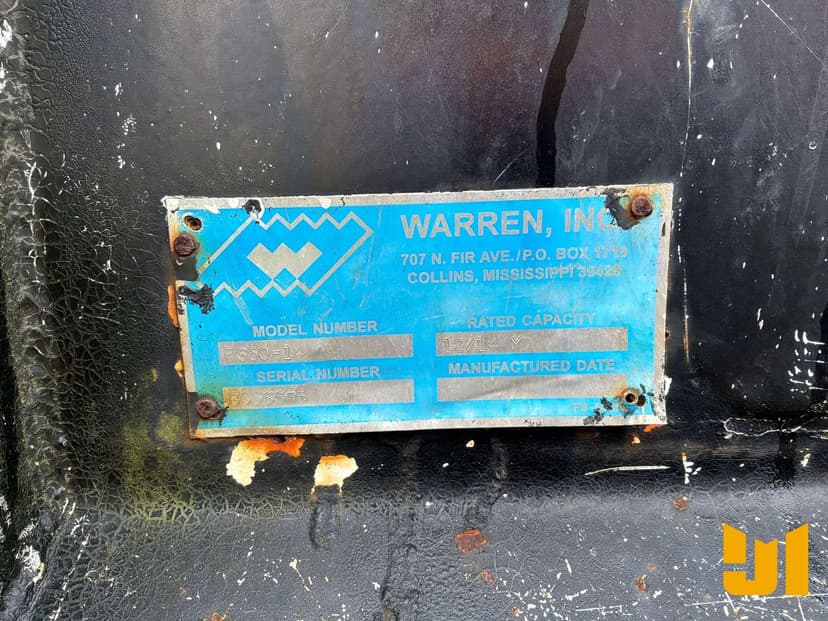 WARREN, INC
707 N. FIR AVE./P.O. BOX
COLLINS, MISSISSIPPI
MODEL NUMBER
RATED CAPACITY
SERIAL NUMBER
MANUFACTURED DATE